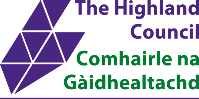 The Highland
Council
Comhairle na
Gàidhealtachd